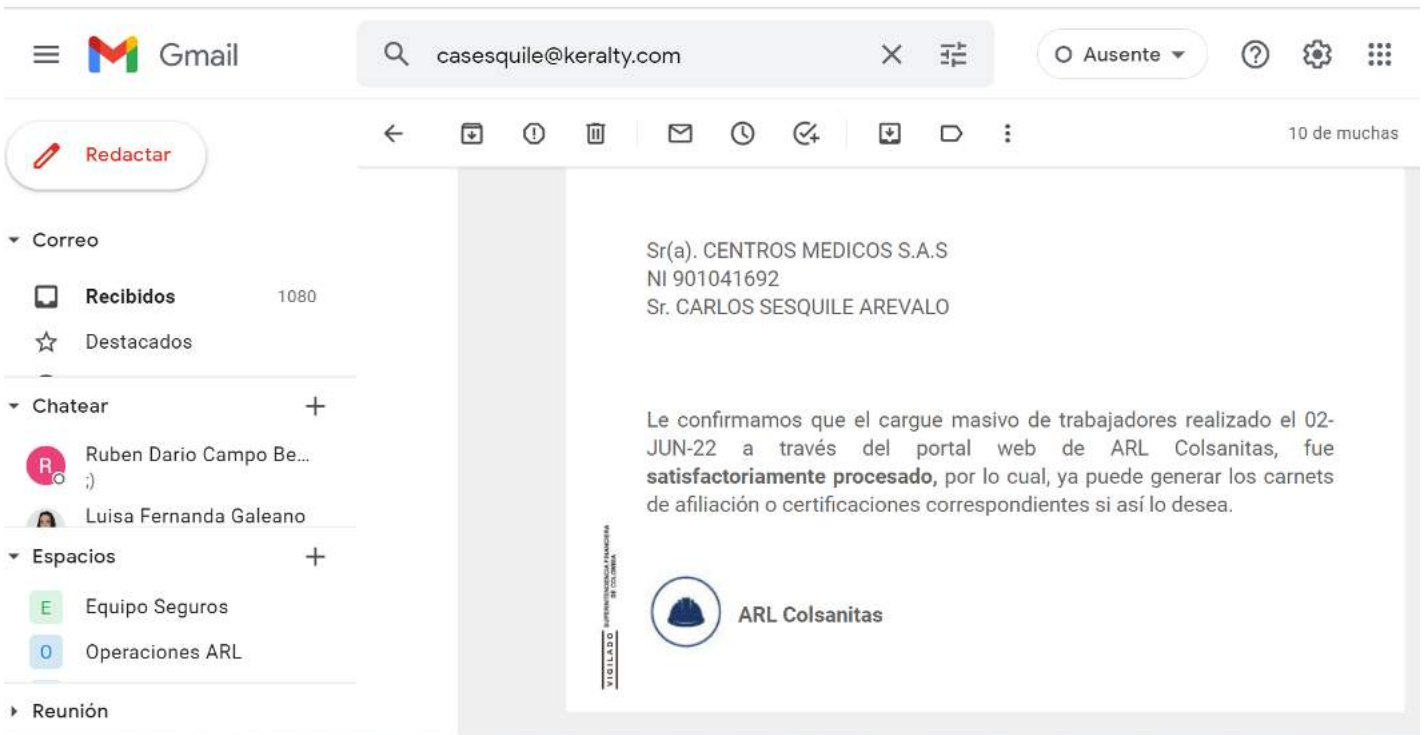 Gmail
casesquile@keralty.com
Ausente
Redactar
10 de muchas
Correo
Recibidos 1080
Destacados
Chatear
R
Ruben Dario Campo Be...
;)
Luisa Fernanda Galeano
Espacios
E Equipo Seguros
O Operaciones ARL
Reunión
Sr(a). CENTROS MEDICOS S.A.S
NI 901041692
Sr. CARLOS SESQUILE AREVALO
Le confirmamos que el cargue masivo de trabajadores realizado el 02-
JUN-22 a través del portal web de ARL Colsanitas, fue
satisfactoriamente procesado, por lo cual, ya puede generar los carnets
de afiliación o certificaciones correspondientes si así lo desea.
VIGILADO SUPERINTENDENCIA FINANCIERA
DE COLOMBIA
ARL Colsanitas